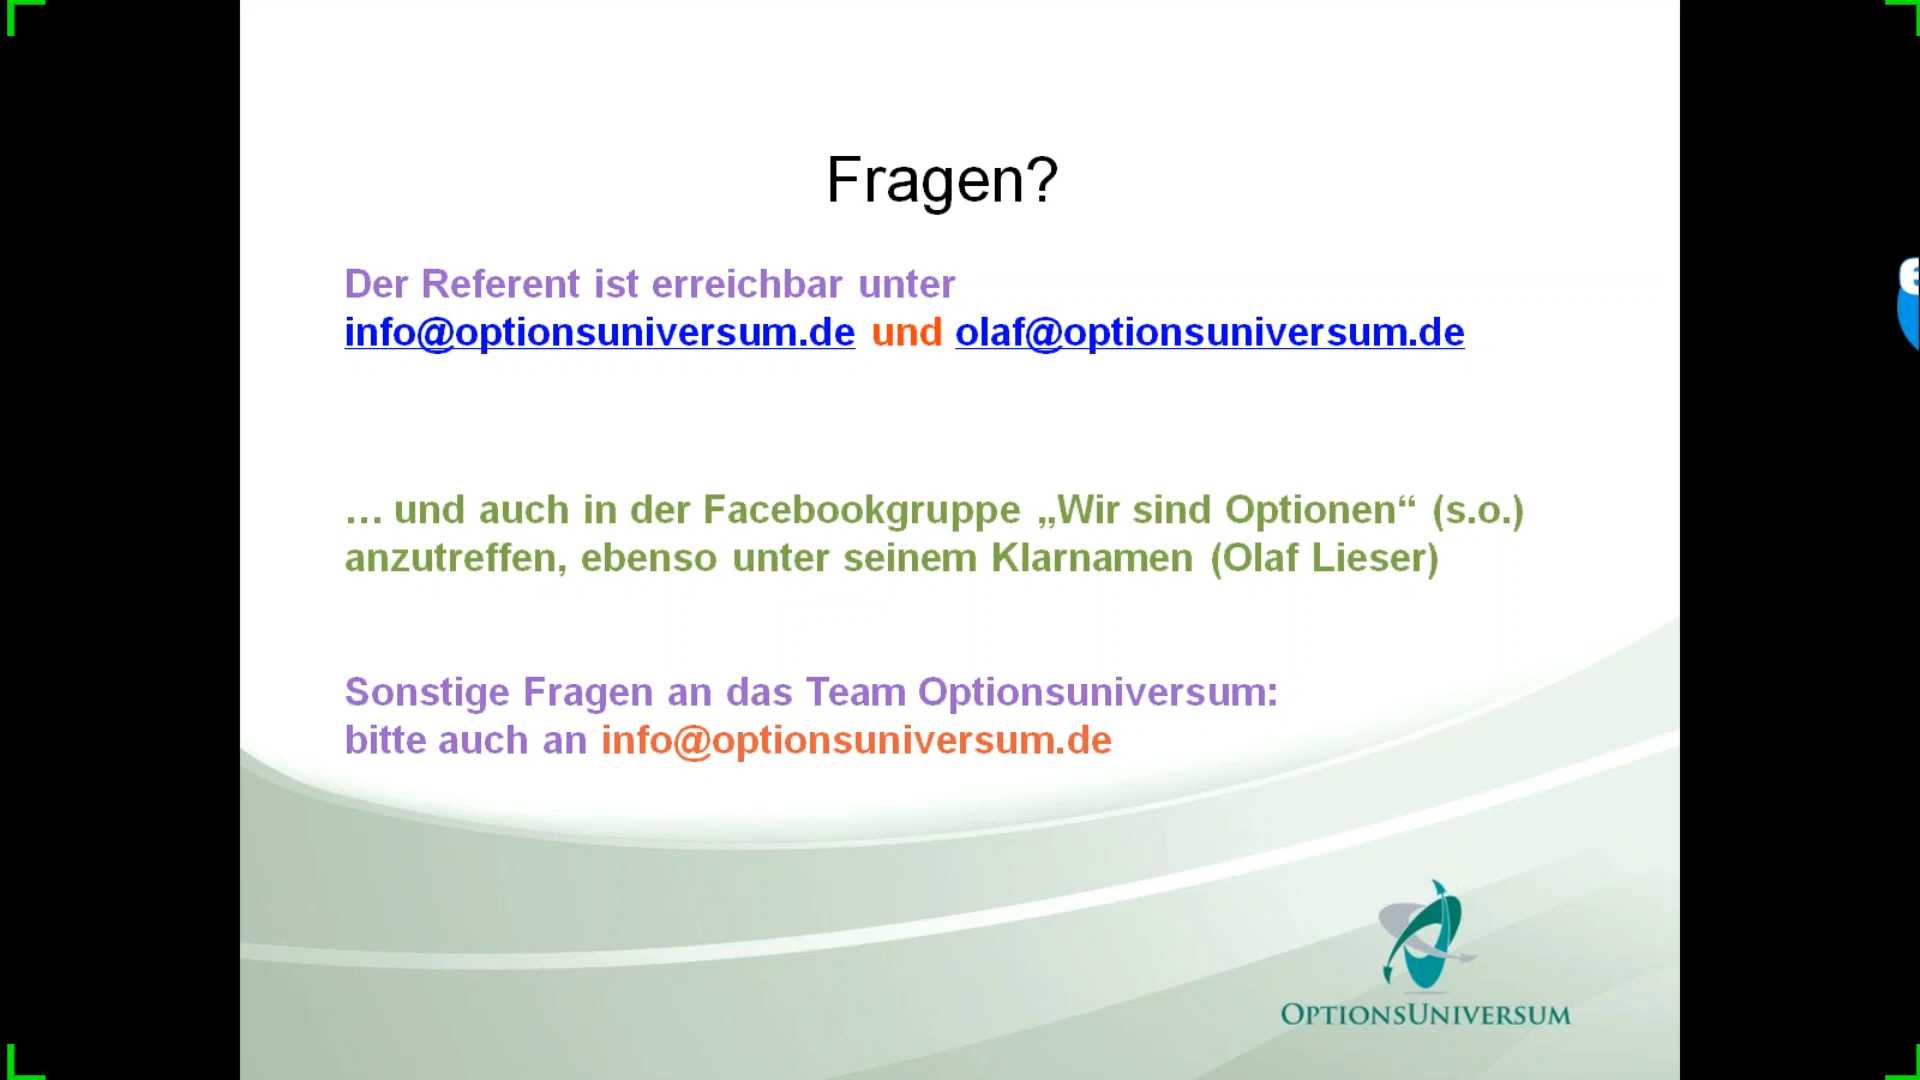 Fragen?
Der Referent ist erreichbar unter
info@optionsuniversum.de und olaf@optionsuniversum.de
… und auch in der Facebookgruppe „Wir sind Optionen“ (s.o.)
anzutreffen, ebenso unter seinem Klarnamen (Olaf Lieser)
Sonstige Fragen an das Team Optionsuniversum:
bitte auch an info@optionsuniversum.de
OPTIONSUNIVERSUM